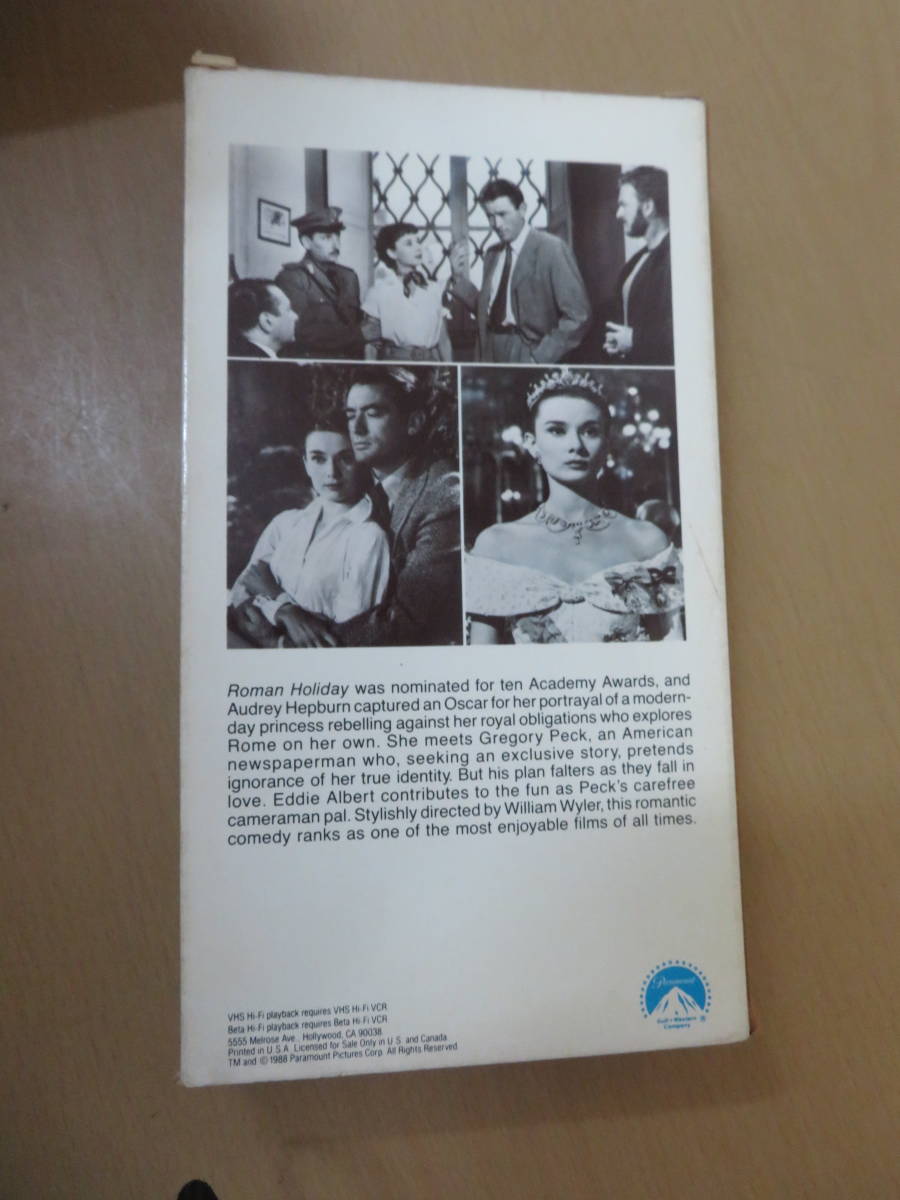 Roman Holiday was nominated for ten Academy Awards, and
Audrey Hepburn captured an Oscar for her portrayal of a modern-
day princess rebelling against her royal obligations who explores
Rome on her own. She meets Gregory Peck, an American
newspaperman who, seeking an exclusive story, pretends
ignorance of her true identity. But his plan falters as they fall in
love. Eddie Albert contributes to the fun as Peck's carefree
cameraman pal. Stylishly directed by William Wyler, this romantic
comedy ranks as one of the most enjoyable films of all times.
VHS Hi-Fi playback requires VHS Hi-Fi VCR
Beta Hi-Fi playback requires Beta Hi-Fi VCR
5555 Melrose Ave., Hollywood, CA 90038
Printed in U.S.A. Licensed for Sale Only in U.S. and Canada.
TM and © 1988 Paramount Pictures Corp. All Rights Reserved.
Paramount
Gulf+Western
Company ®